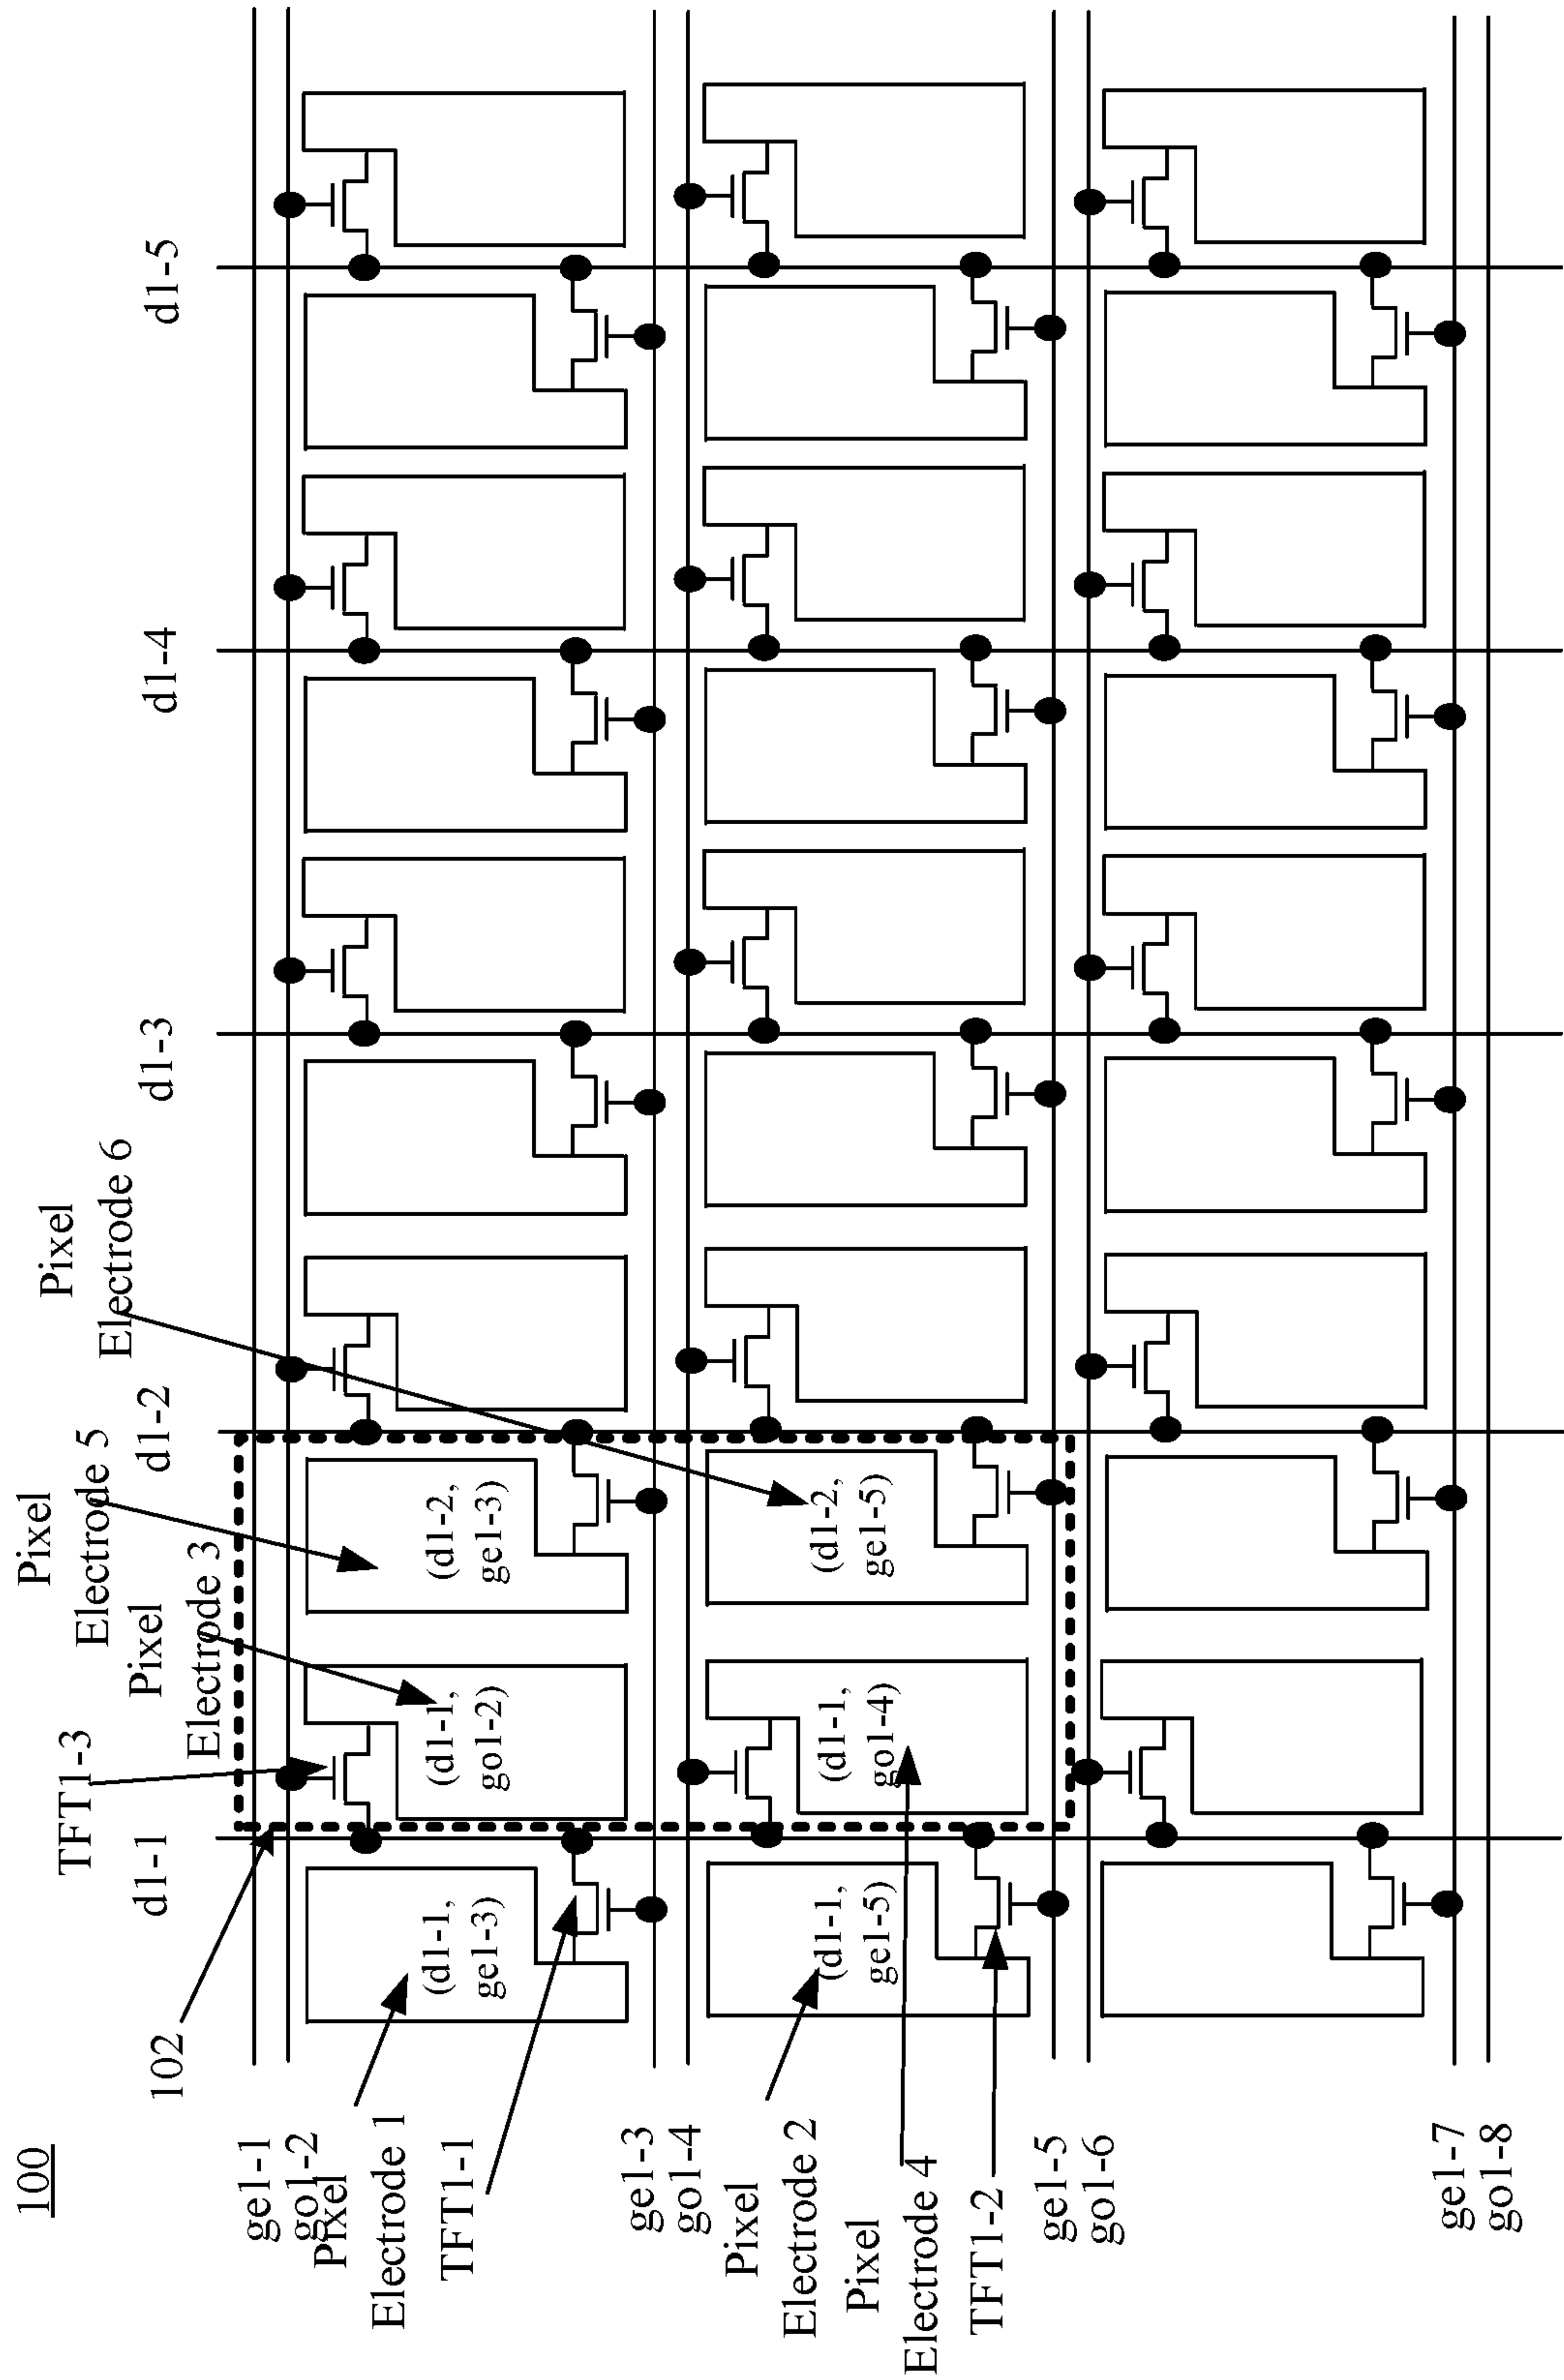 100
Pixel
Electrode 5
Pixel
Electrode 6
TFT1-3
Pixel
Electrode 3
102
d1-1
d1-2
d1-3
d1-4
d1-5
ge1-1
go1-2
Pixel
Electrode 1
TFT1-1
(d1-1,
ge1-3)
(d1-1,
go1-2)
(d1-2,
ge1-3)
ge1-3
go1-4
Pixel
Electrode 2
Pixel
Electrode 4
TFT1-2
(d1-1,
ge1-5)
(d1-1,
go1-4)
(d1-2,
ge1-5)
ge1-5
go1-6
ge1-7
go1-8